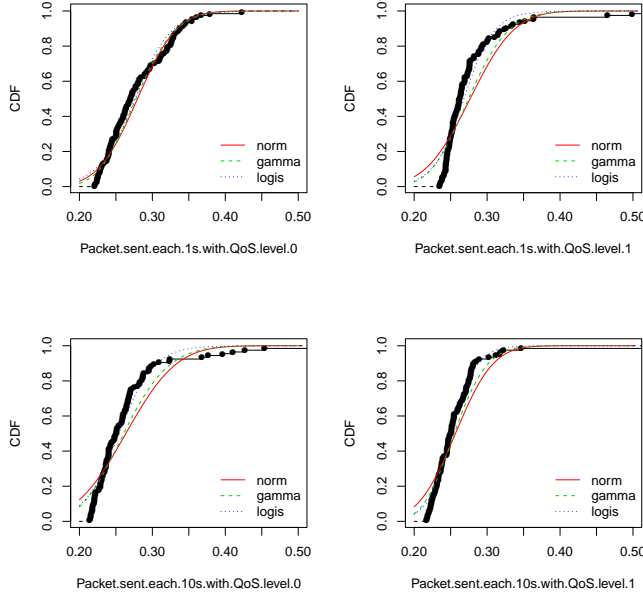 CDF
1.0
0.8
0.6
0.4
0.2
0.0
norm
gamma
logis
0.20 0.30 0.40 0.50
Packet.sent.each.1s.with.QoS.level.0
CDF
1.0
0.8
0.6
0.4
0.2
0.0
norm
gamma
logis
0.20 0.30 0.40 0.50
Packet.sent.each.1s.with.QoS.level.1
CDF
1.0
0.8
0.6
0.4
0.2
0.0
norm
gamma
logis
0.20 0.30 0.40 0.50
Packet.sent.each.10s.with.QoS.level.0
CDF
1.0
0.8
0.6
0.4
0.2
0.0
norm
gamma
logis
0.20 0.30 0.40 0.50
Packet.sent.each.10s.with.QoS.level.1